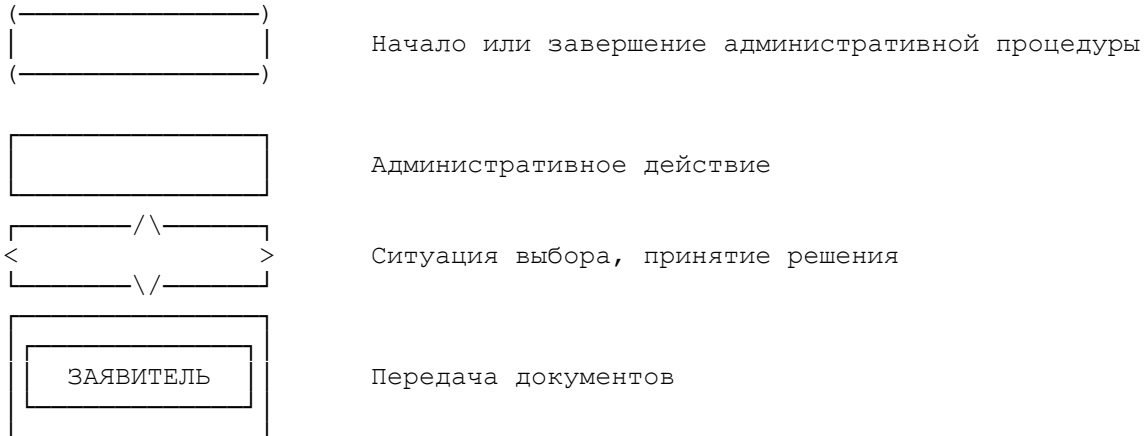 Начало или завершение административной процедуры
Административное действие
Ситуация выбора, принятие решения
ЗАЯВИТЕЛЬ Передача документов